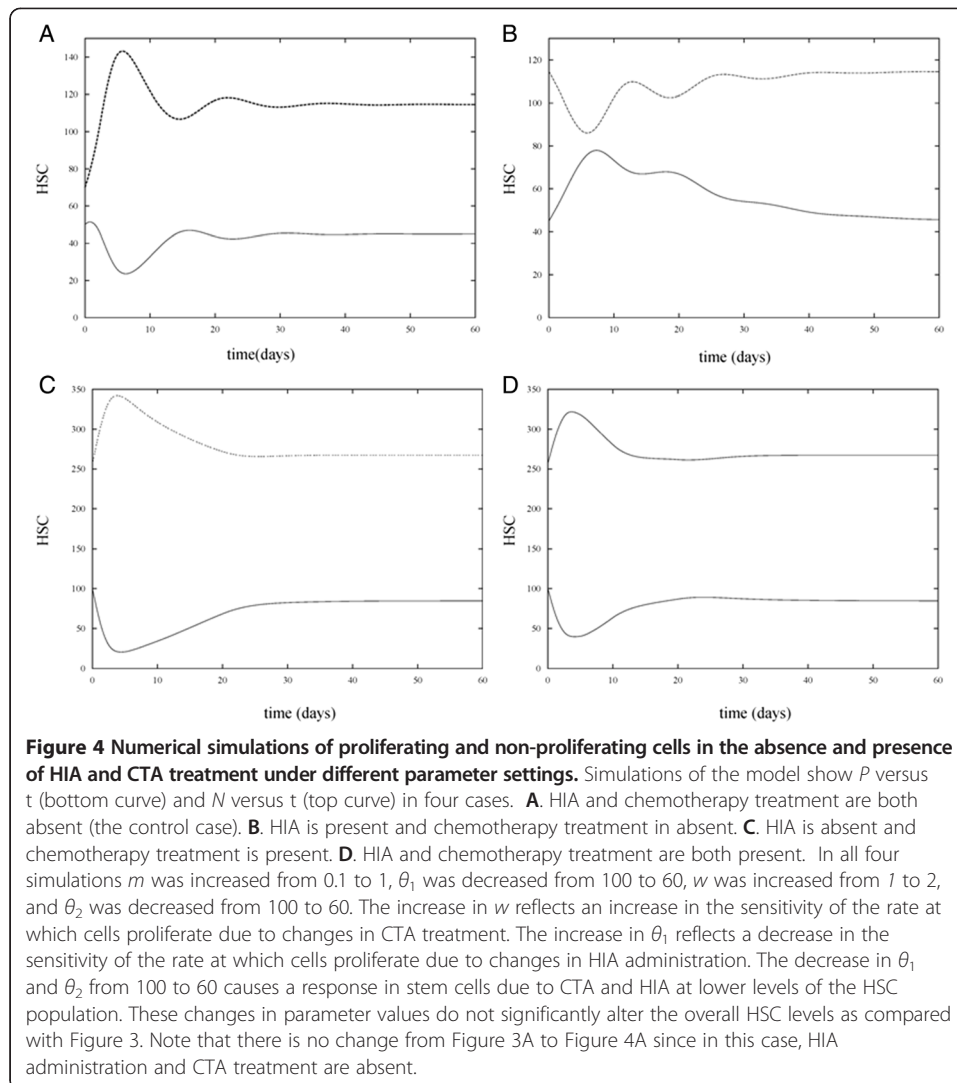 A
140
120
100
80
60
40
20
0
HSC
0 10 20 30 40 50 60
time(days)
B
140
120
100
80
60
40
20
0
HSC
0 10 20 30 40 50 60
time(days)
C
350
300
250
200
150
100
50
0
HSC
0 10 20 30 40 50 60
time (days)
D
350
300
250
200
150
100
50
0
HSC
0 10 20 30 40 50 60
time (days)
Figure 4 Numerical simulations of proliferating and non-proliferating cells in the absence and presence
of HIA and CTA treatment under different parameter settings. Simulations of the model show P versus
t (bottom curve) and N versus t (top curve) in four cases. A. HIA and chemotherapy treatment are both
absent (the control case). B. HIA is present and chemotherapy treatment in absent. C. HIA is absent and
chemotherapy treatment is present. D. HIA and chemotherapy treatment are both present. In all four
simulations m was increased from 0.1 to 1, θ1 was decreased from 100 to 60, w was increased from 1 to 2,
and θ2 was decreased from 100 to 60. The increase in w reflects an increase in the sensitivity of the rate at
which cells proliferate due to changes in CTA treatment. The increase in θ1 reflects a decrease in the
sensitivity of the rate at which cells proliferate due to changes in HIA administration. The decrease in θ1
and θ2 from 100 to 60 causes a response in stem cells due to CTA and HIA at lower levels of the HSC
population. These changes in parameter values do not significantly alter the overall HSC levels as compared
with Figure 3. Note that there is no change from Figure 3A to Figure 4A since in this case, HIA
administration and CTA treatment are absent.